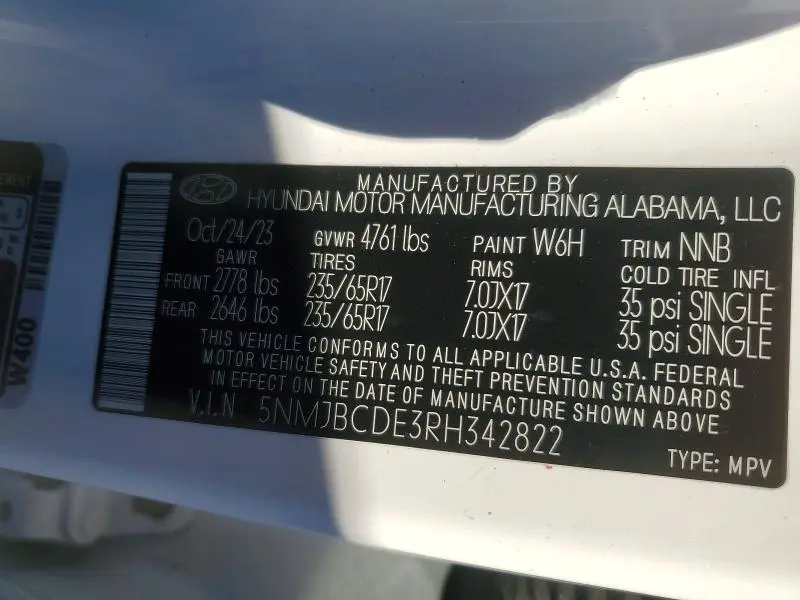 MANUFACTURED BY
HYUNDAI MOTOR MANUFACTURING ALABAMA, LLC
Oct/24/23 GVWR 4761 lbs PAINT W6H TRIM NNB
GAWR TIRES RIMS COLD TIRE INFL
FRONT 2778 lbs 235/65R17 7.0JX17 35 psi SINGLE
REAR 2646 lbs 235/65R17 7.0JX17 35 psi SINGLE
THIS VEHICLE CONFORMS TO ALL APPLICABLE U.S.A. FEDERAL
MOTOR VEHICLE SAFETY AND THEFT PREVENTION STANDARDS
IN EFFECT ON THE DATE OF MANUFACTURE SHOWN ABOVE
V.I.N 5NMJBCDE3RH342822
TYPE: MPV
W400